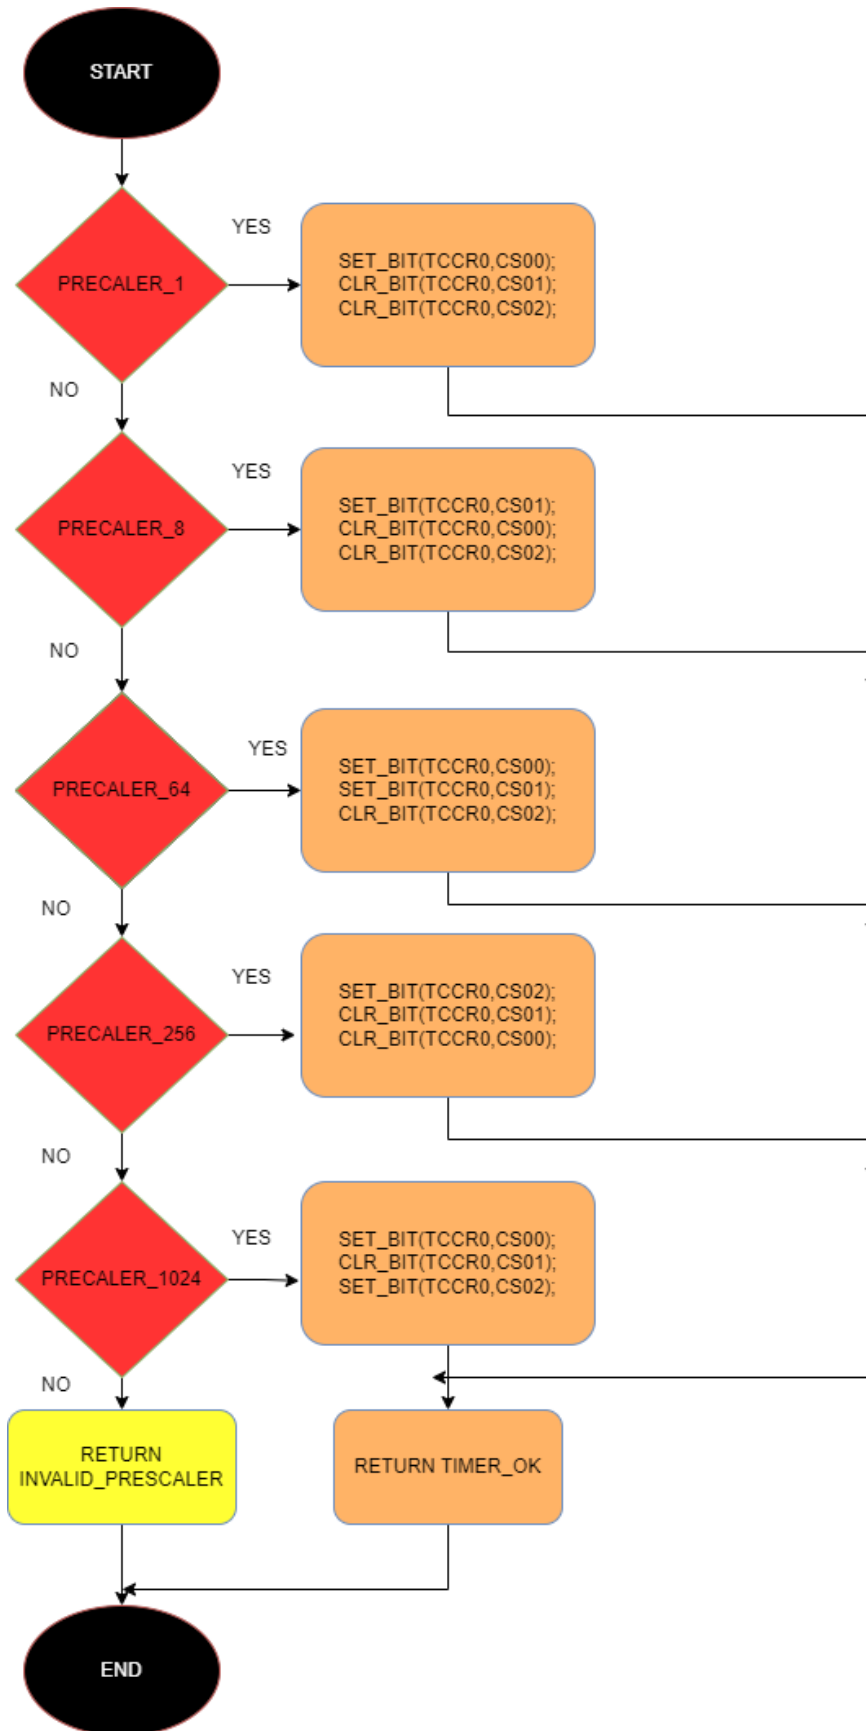 START
PRECALER_1
YES
SET_BIT(TCCR0,CS00);
CLR_BIT(TCCR0,CS01);
CLR_BIT(TCCR0,CS02);
NO
PRECALER_8
YES
SET_BIT(TCCR0,CS01);
CLR_BIT(TCCR0,CS00);
CLR_BIT(TCCR0,CS02);
NO
PRECALER_64
YES
SET_BIT(TCCR0,CS00);
SET_BIT(TCCR0,CS01);
CLR_BIT(TCCR0,CS02);
NO
PRECALER_256
YES
SET_BIT(TCCR0,CS02);
CLR_BIT(TCCR0,CS01);
CLR_BIT(TCCR0,CS00);
NO
PRECALER_1024
YES
SET_BIT(TCCR0,CS00);
CLR_BIT(TCCR0,CS01);
SET_BIT(TCCR0,CS02);
NO
RETURN
INVALID_PRESCALER
RETURN TIMER_OK
END